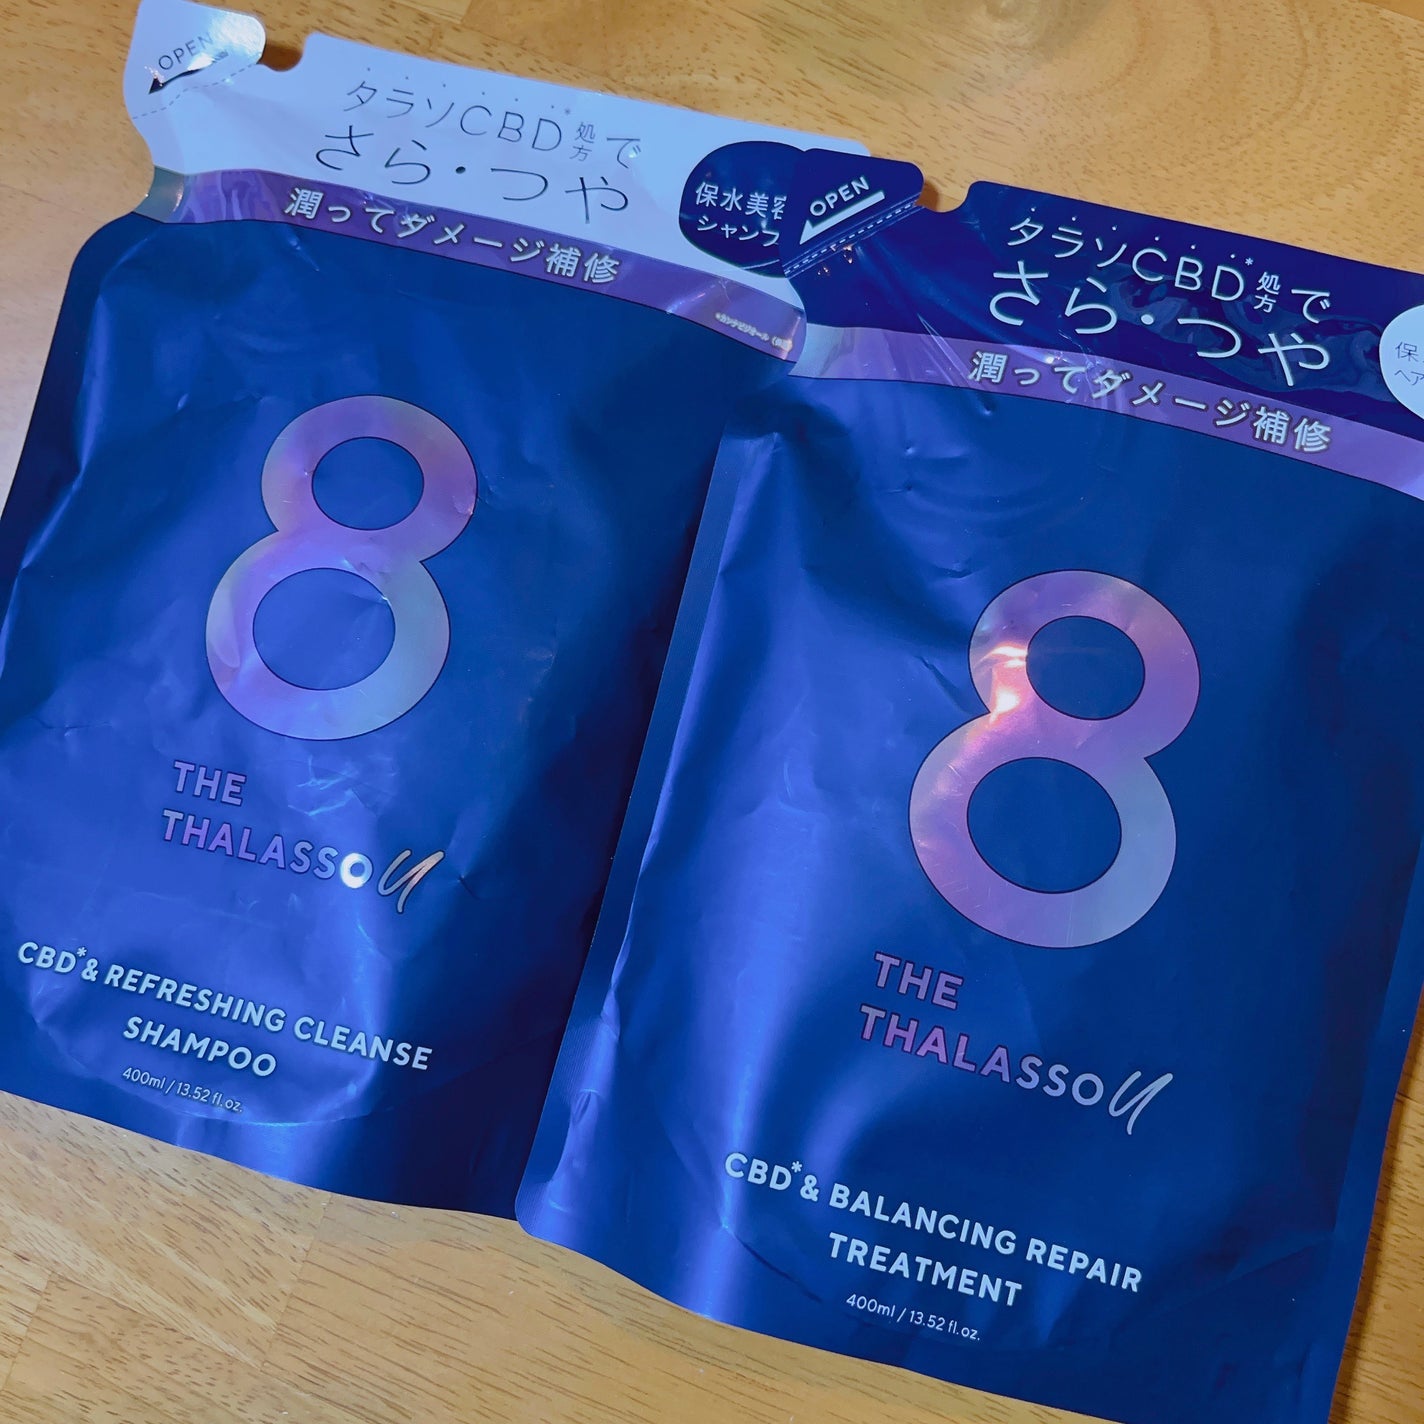 OPEN
タラソCBD*処方で
さら・つや
潤ってダメージ補修
保水美容
シャンプ
8
THE
THALASSO U
CBD*& REFRESHING CLEANSE
SHAMPOO
400ml / 13.52 fl.oz.
OPEN
タラソCBD*処方で
さら・つや
潤ってダメージ補修
保
ヘア
8
THE
THALASSO U
CBD*& BALANCING REPAIR
TREATMENT
400ml / 13.52 fl.oz.